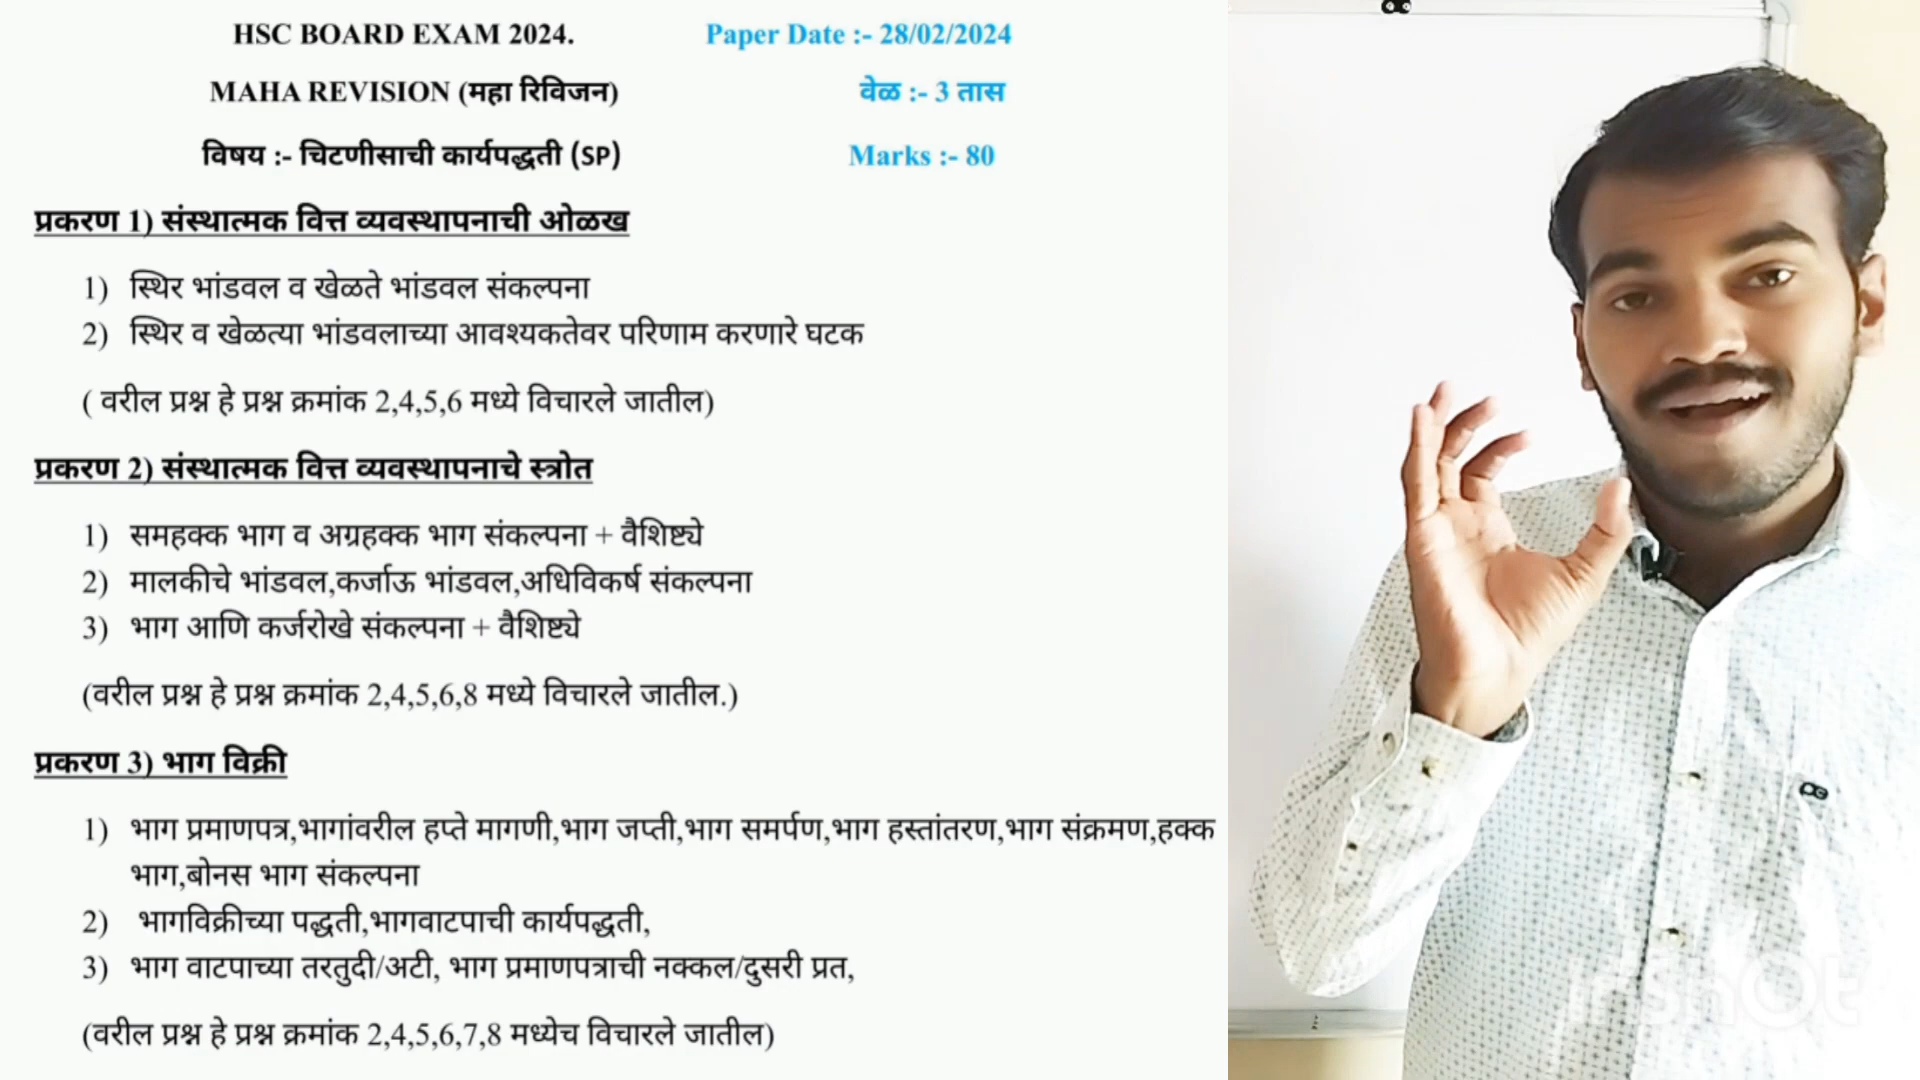 HSC BOARD EXAM 2024. Paper Date :- 28/02/2024
MAHA REVISION (महा रिविजन) वेळ :- 3 तास
विषय :- चिटणीसाची कार्यपद्धती (SP) Marks :- 80
प्रकरण 1) संस्थात्मक वित्त व्यवस्थापनाची ओळख
1) स्थिर भांडवल व खेळते भांडवल संकल्पना
2) स्थिर व खेळत्या भांडवलाच्या आवश्यकतेवर परिणाम करणारे घटक
( वरील प्रश्न हे प्रश्न क्रमांक 2,4,5,6 मध्ये विचारले जातील)
प्रकरण 2) संस्थात्मक वित्त व्यवस्थापनाचे स्त्रोत
1) समहक्क भाग व अग्रहक्क भाग संकल्पना + वैशिष्ट्ये
2) मालकीचे भांडवल,कर्जाऊ भांडवल,अधिविकर्ष संकल्पना
3) भाग आणि कर्जरोखे संकल्पना + वैशिष्ट्ये
(वरील प्रश्न हे प्रश्न क्रमांक 2,4,5,6,8 मध्ये विचारले जातील.)
प्रकरण 3) भाग विक्री
1) भाग प्रमाणपत्र,भागांवरील हप्ते मागणी,भाग जप्ती,भाग समर्पण,भाग हस्तांतरण,भाग संक्रमण,हक्क
भाग,बोनस भाग संकल्पना
2) भागविक्रीच्या पद्धती,भागवाटपाची कार्यपद्धती,
3) भाग वाटपाच्या तरतुदी/अटी, भाग प्रमाणपत्राची नक्कल/दुसरी प्रत,
(वरील प्रश्न हे प्रश्न क्रमांक 2,4,5,6,7,8 मध्येच विचारले जातील)